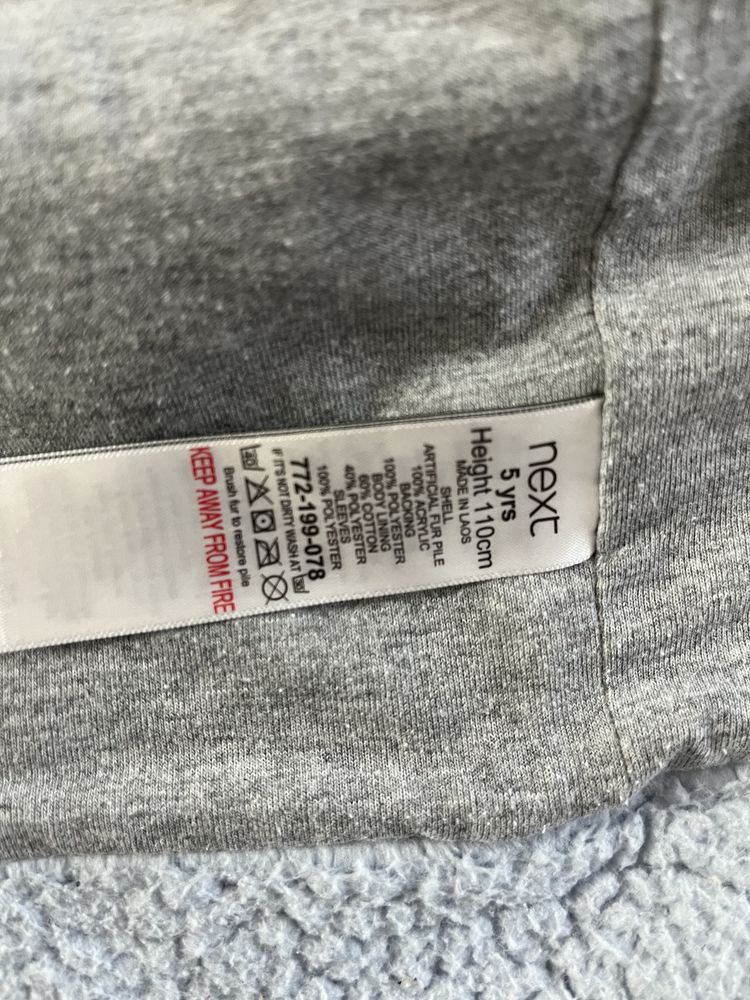 next
5 yrs
Height 110cm
MADE IN LAOS
SHELL
ARTIFICIAL FUR PILE
100% ACRYLIC
BACKING
100% POLYESTER
BODY LINING
60% COTTON
40% POLYESTER
SLEEVES
100% POLYESTER
772-199-078
IF IT'S NOT DIRTY WASH AT 30
Brush fur to restore pile
KEEP AWAY FROM FIRE